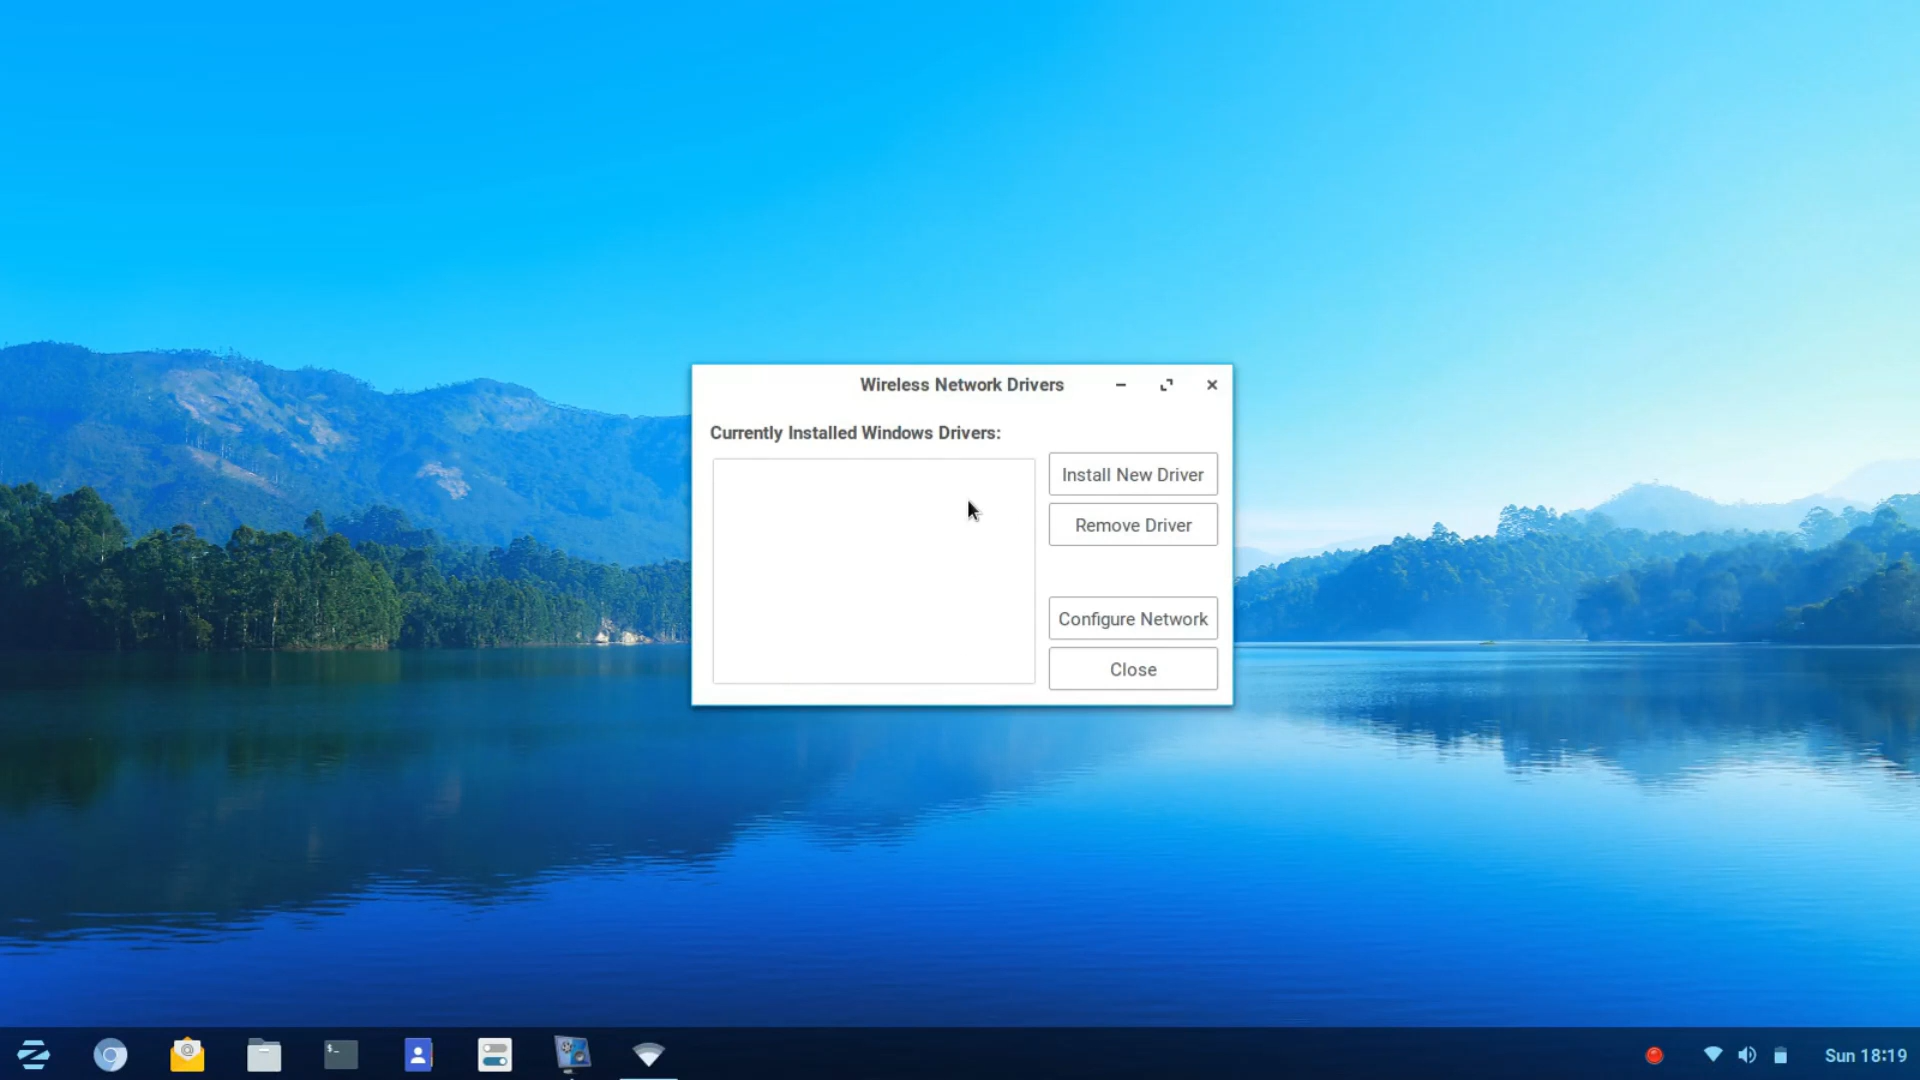 Wireless Network Drivers
Currently Installed Windows Drivers:
Install New Driver
Remove Driver
Configure Network
Close
Sun 18:19